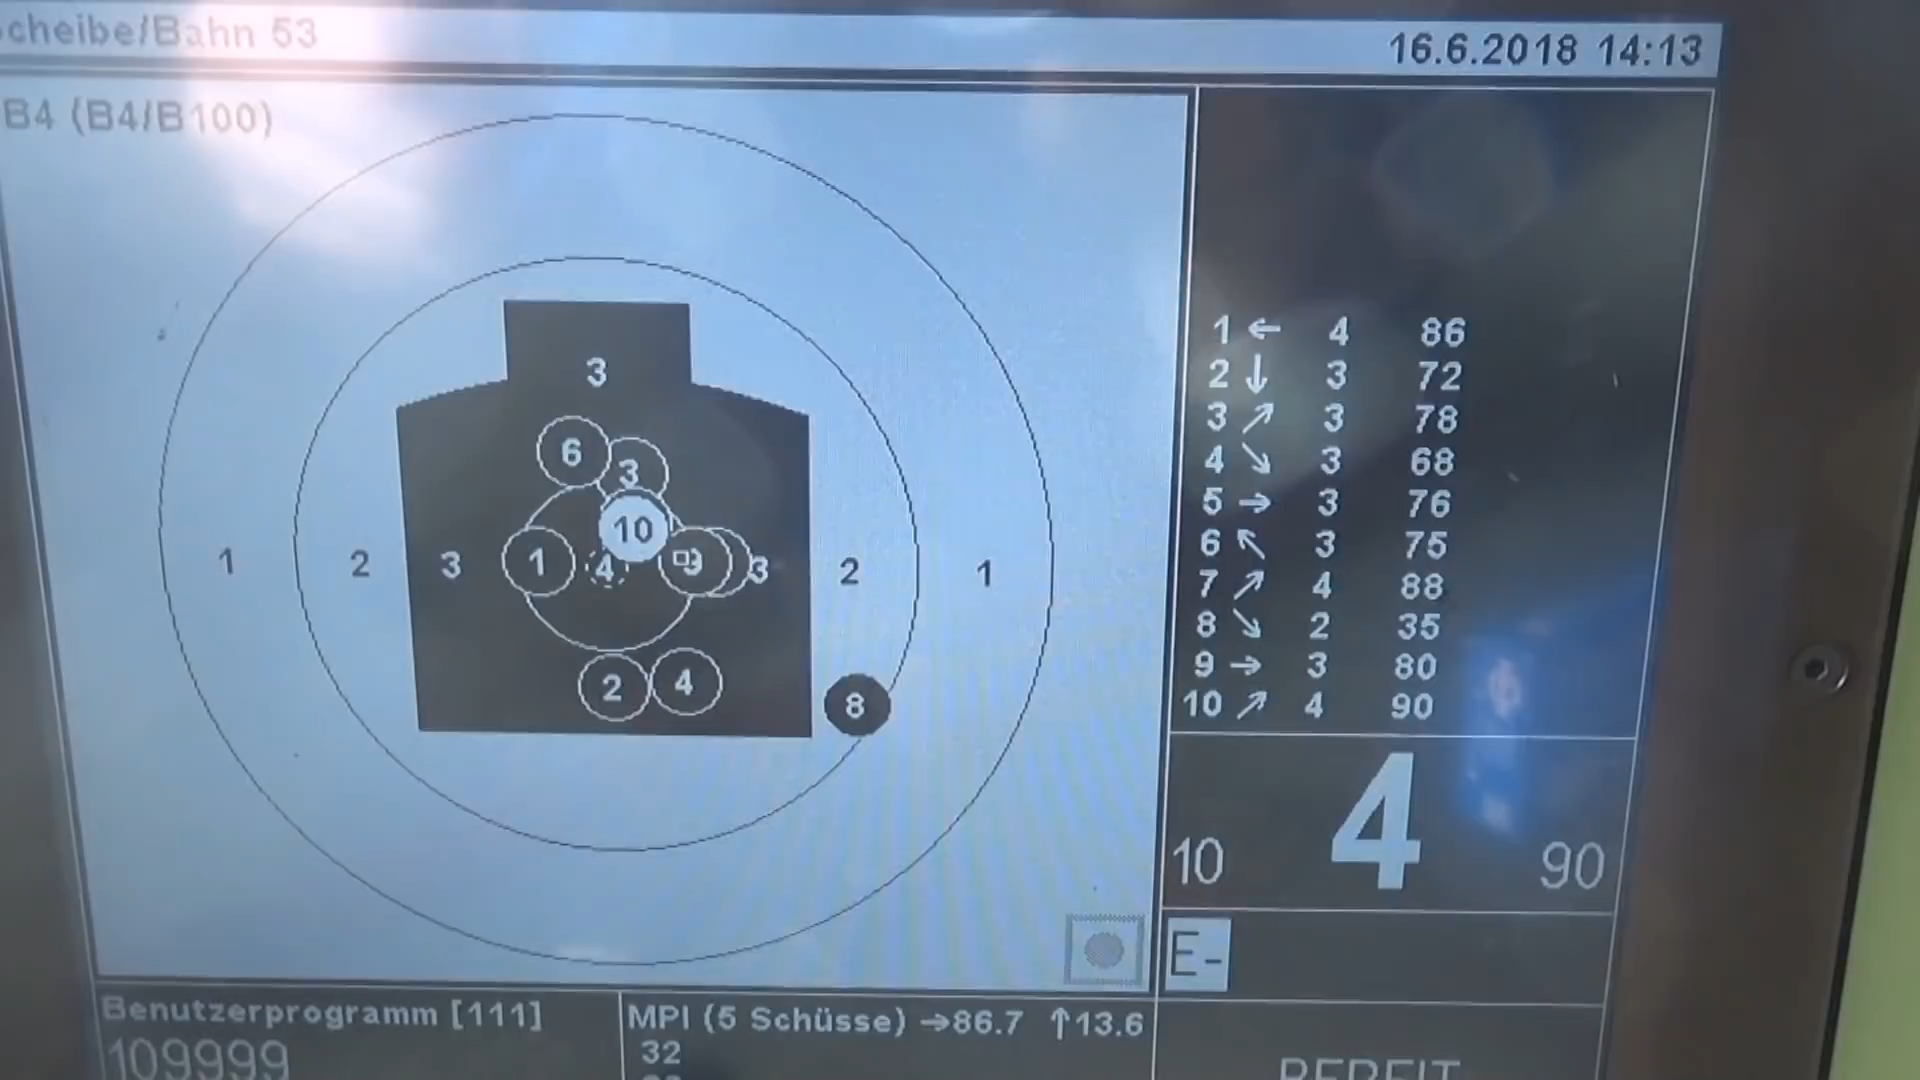 cheibe/Bahn 53
16.6.2018 14:13
B4 (B4/B100)
3
6
3
10
1 2 3 1 4 9 3 2 1
2 4 8
1 ← 4 86
2 ↓ 3 72
3 ↗ 3 78
4 ↘ 3 68
5 → 3 76
6 ↖ 3 75
7 ↗ 4 88
8 ↘ 2 35
9 → 3 80
10 ↗ 4 90
10 4 90
E-
Benutzerprogramm [111]
109999
MPI (5 Schüsse) →86.7 ↑13.6
32
BEREIT